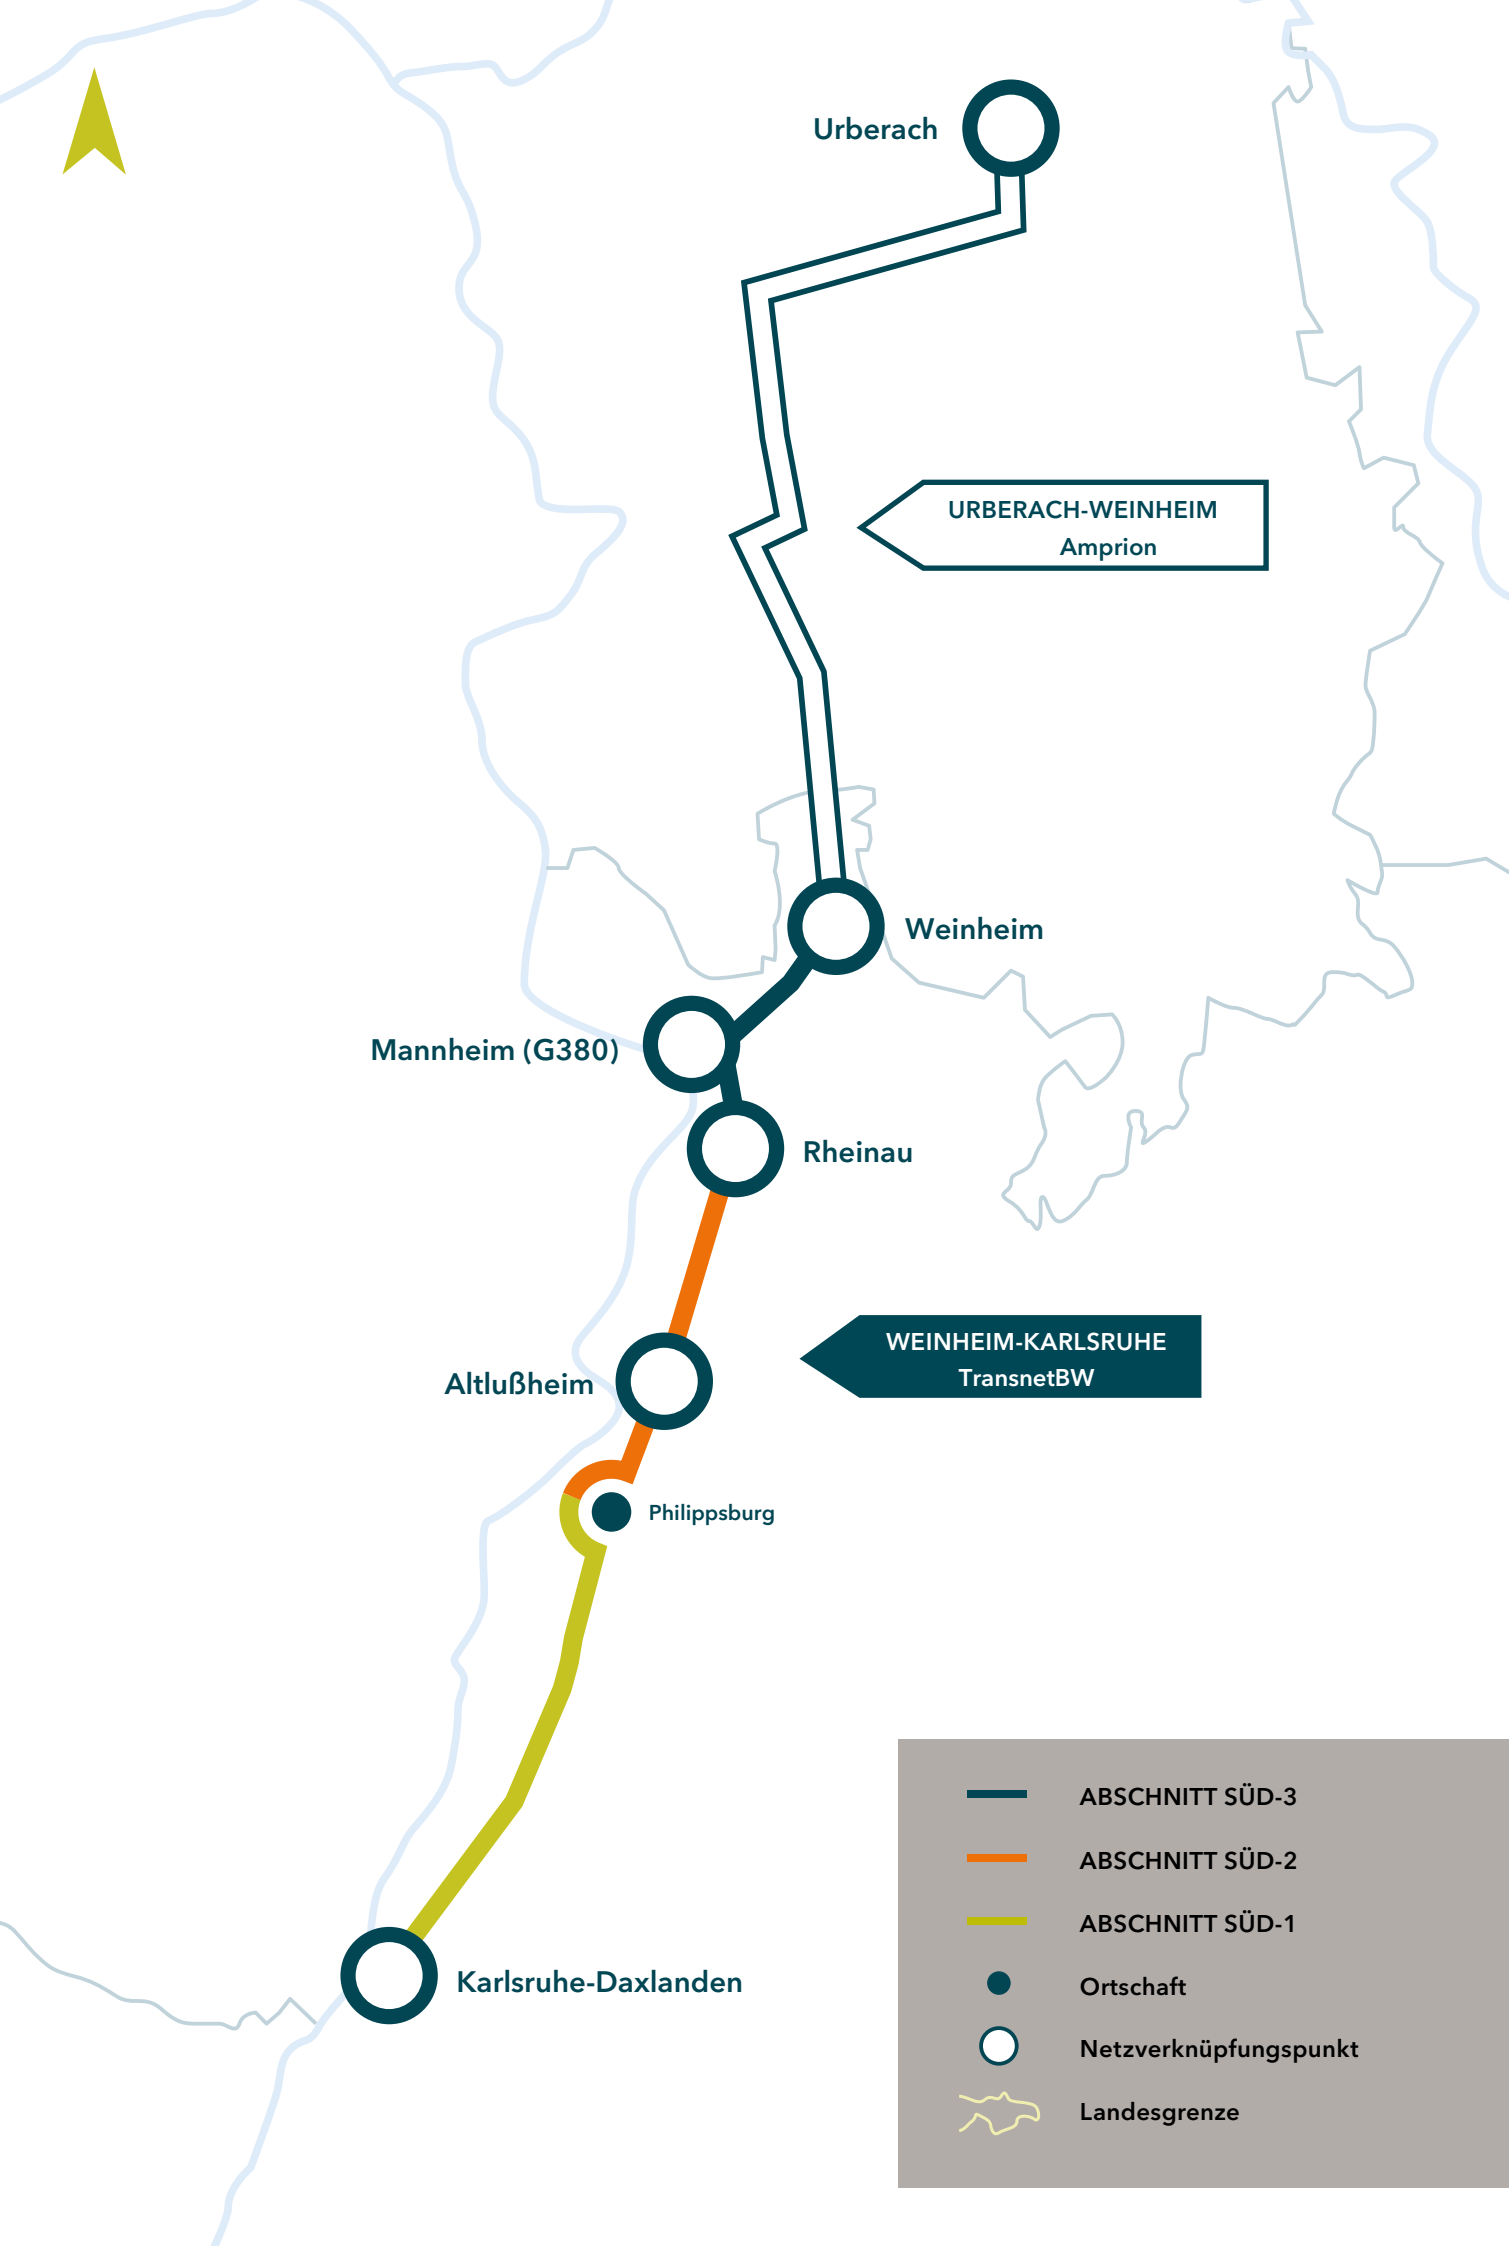 Urberach
URBERACH-WEINHEIM
Amprion
Weinheim
Mannheim (G380)
Rheinau
WEINHEIM-KARLSRUHE
TransnetBW
Altlußheim
Philippsburg
Karlsruhe-Daxlanden
ABSCHNITT SÜD-3
ABSCHNITT SÜD-2
ABSCHNITT SÜD-1
Ortschaft
Netzverknüpfungspunkt
Landesgrenze